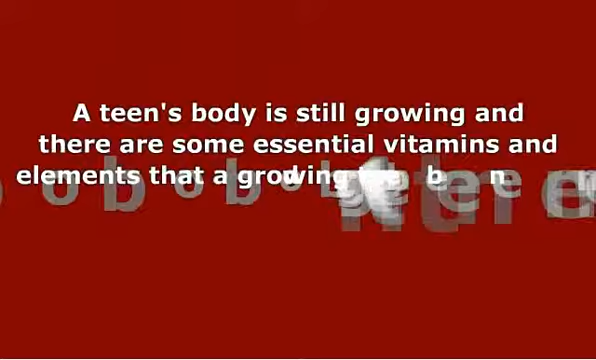 A teen's body is still growing and
there are some essential vitamins and
elements that a growing